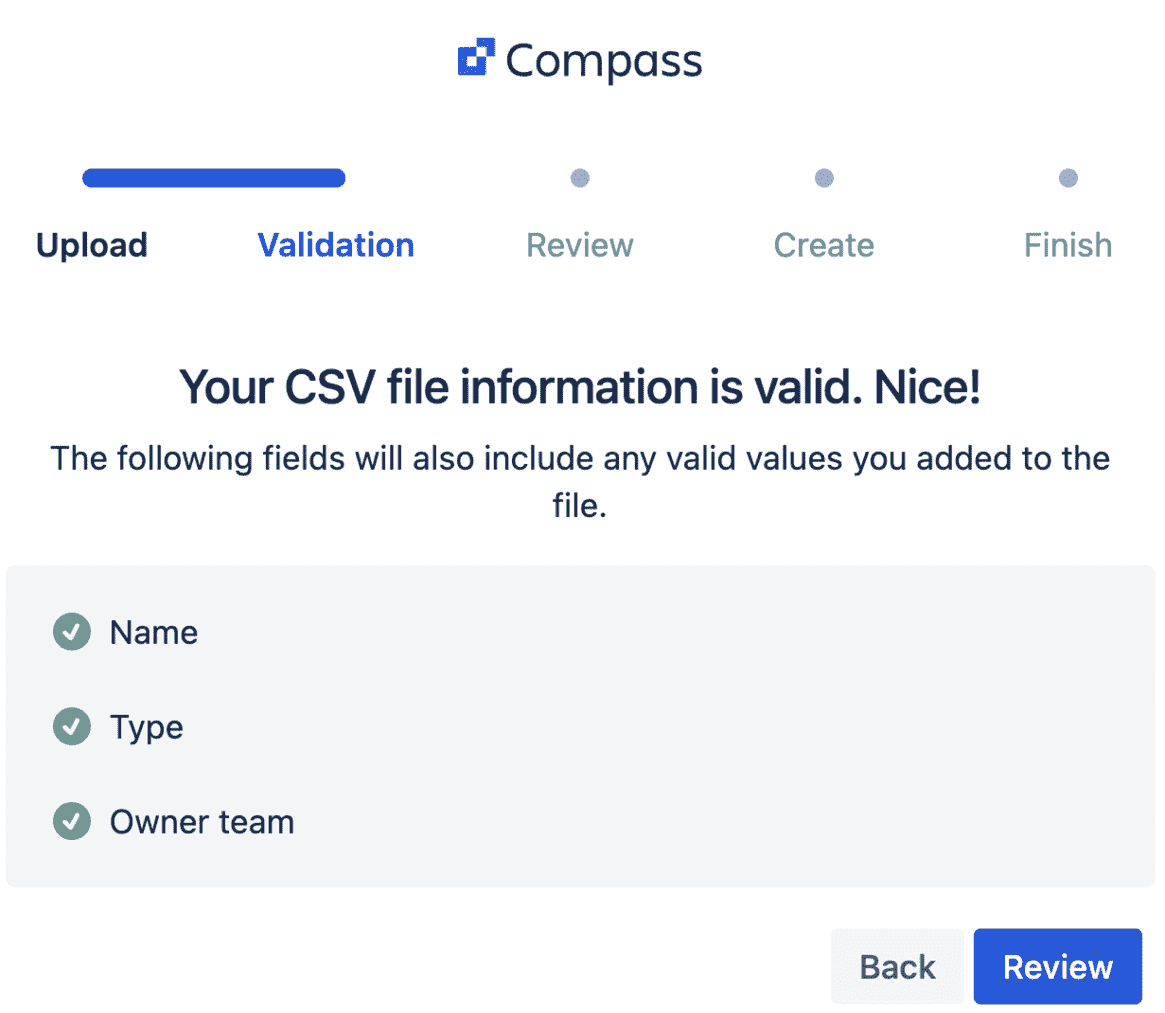 Compass
Upload Validation Review Create Finish
Your CSV file information is valid. Nice!
The following fields will also include any valid values you added to the
file.
Name
Type
Owner team
Back Review